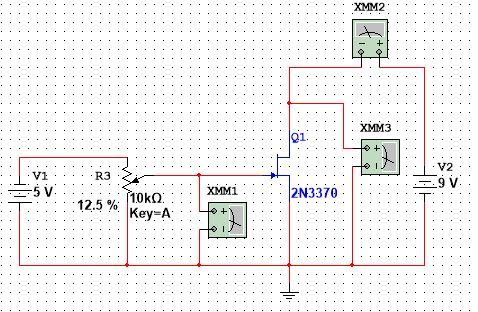 XMM2
XMM3
Q1
V1
5 V
R3
10kΩ
Key=A
12.5 %
XMM1
2N3370
V2
9 V